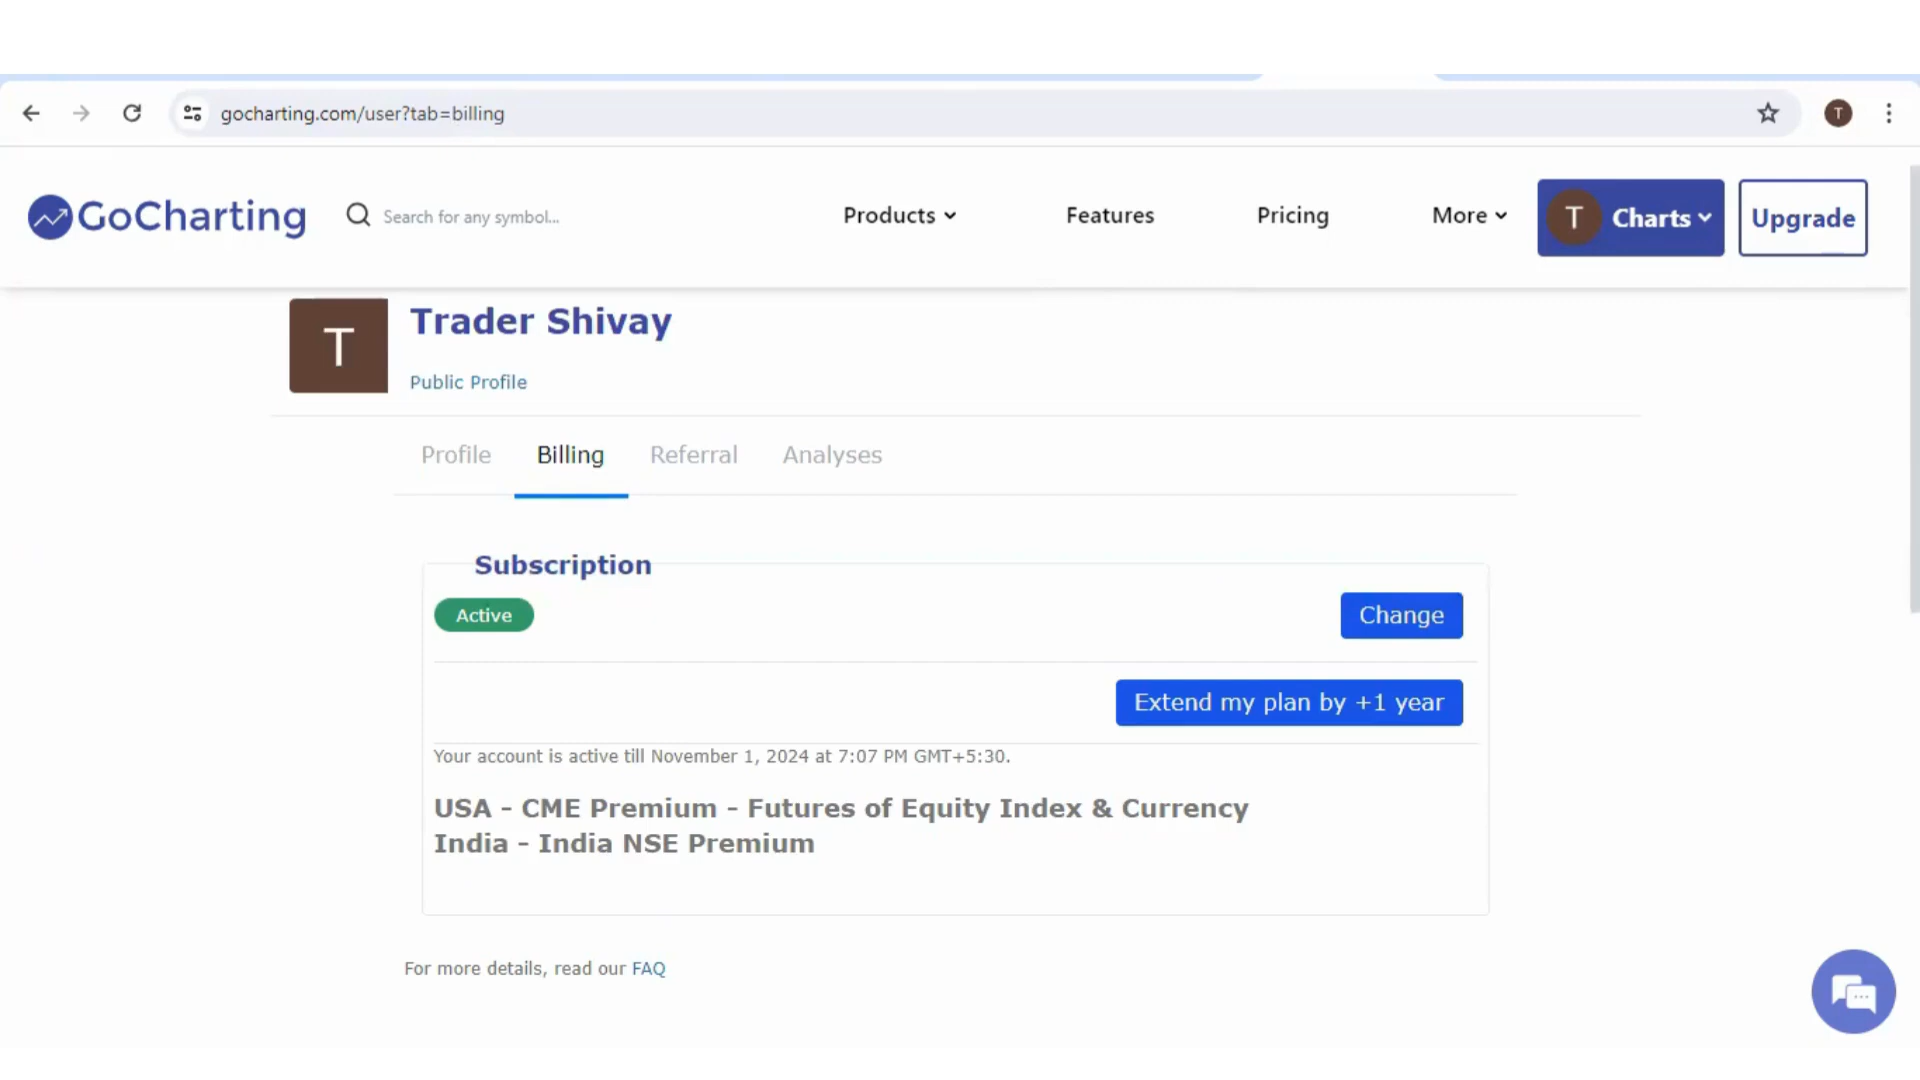 gocharting.com/user?tab=billing
T
GoCharting
Search for any symbol...
Products
Features
Pricing
More
T
Charts
Upgrade
T
Trader Shivay
Public Profile
Profile
Billing
Referral
Analyses
Subscription
Active
Change
Extend my plan by +1 year
Your account is active till November 1, 2024 at 7:07 PM GMT+5:30.
USA - CME Premium - Futures of Equity Index & Currency
India - India NSE Premium
For more details, read our FAQ